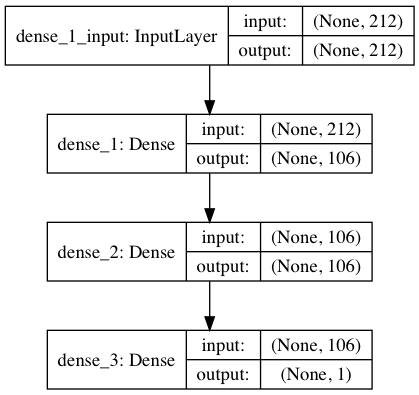 dense_1_input: InputLayer
input: (None, 212)
output: (None, 212)
dense_1: Dense
input: (None, 212)
output: (None, 106)
dense_2: Dense
input: (None, 106)
output: (None, 106)
dense_3: Dense
input: (None, 106)
output: (None, 1)